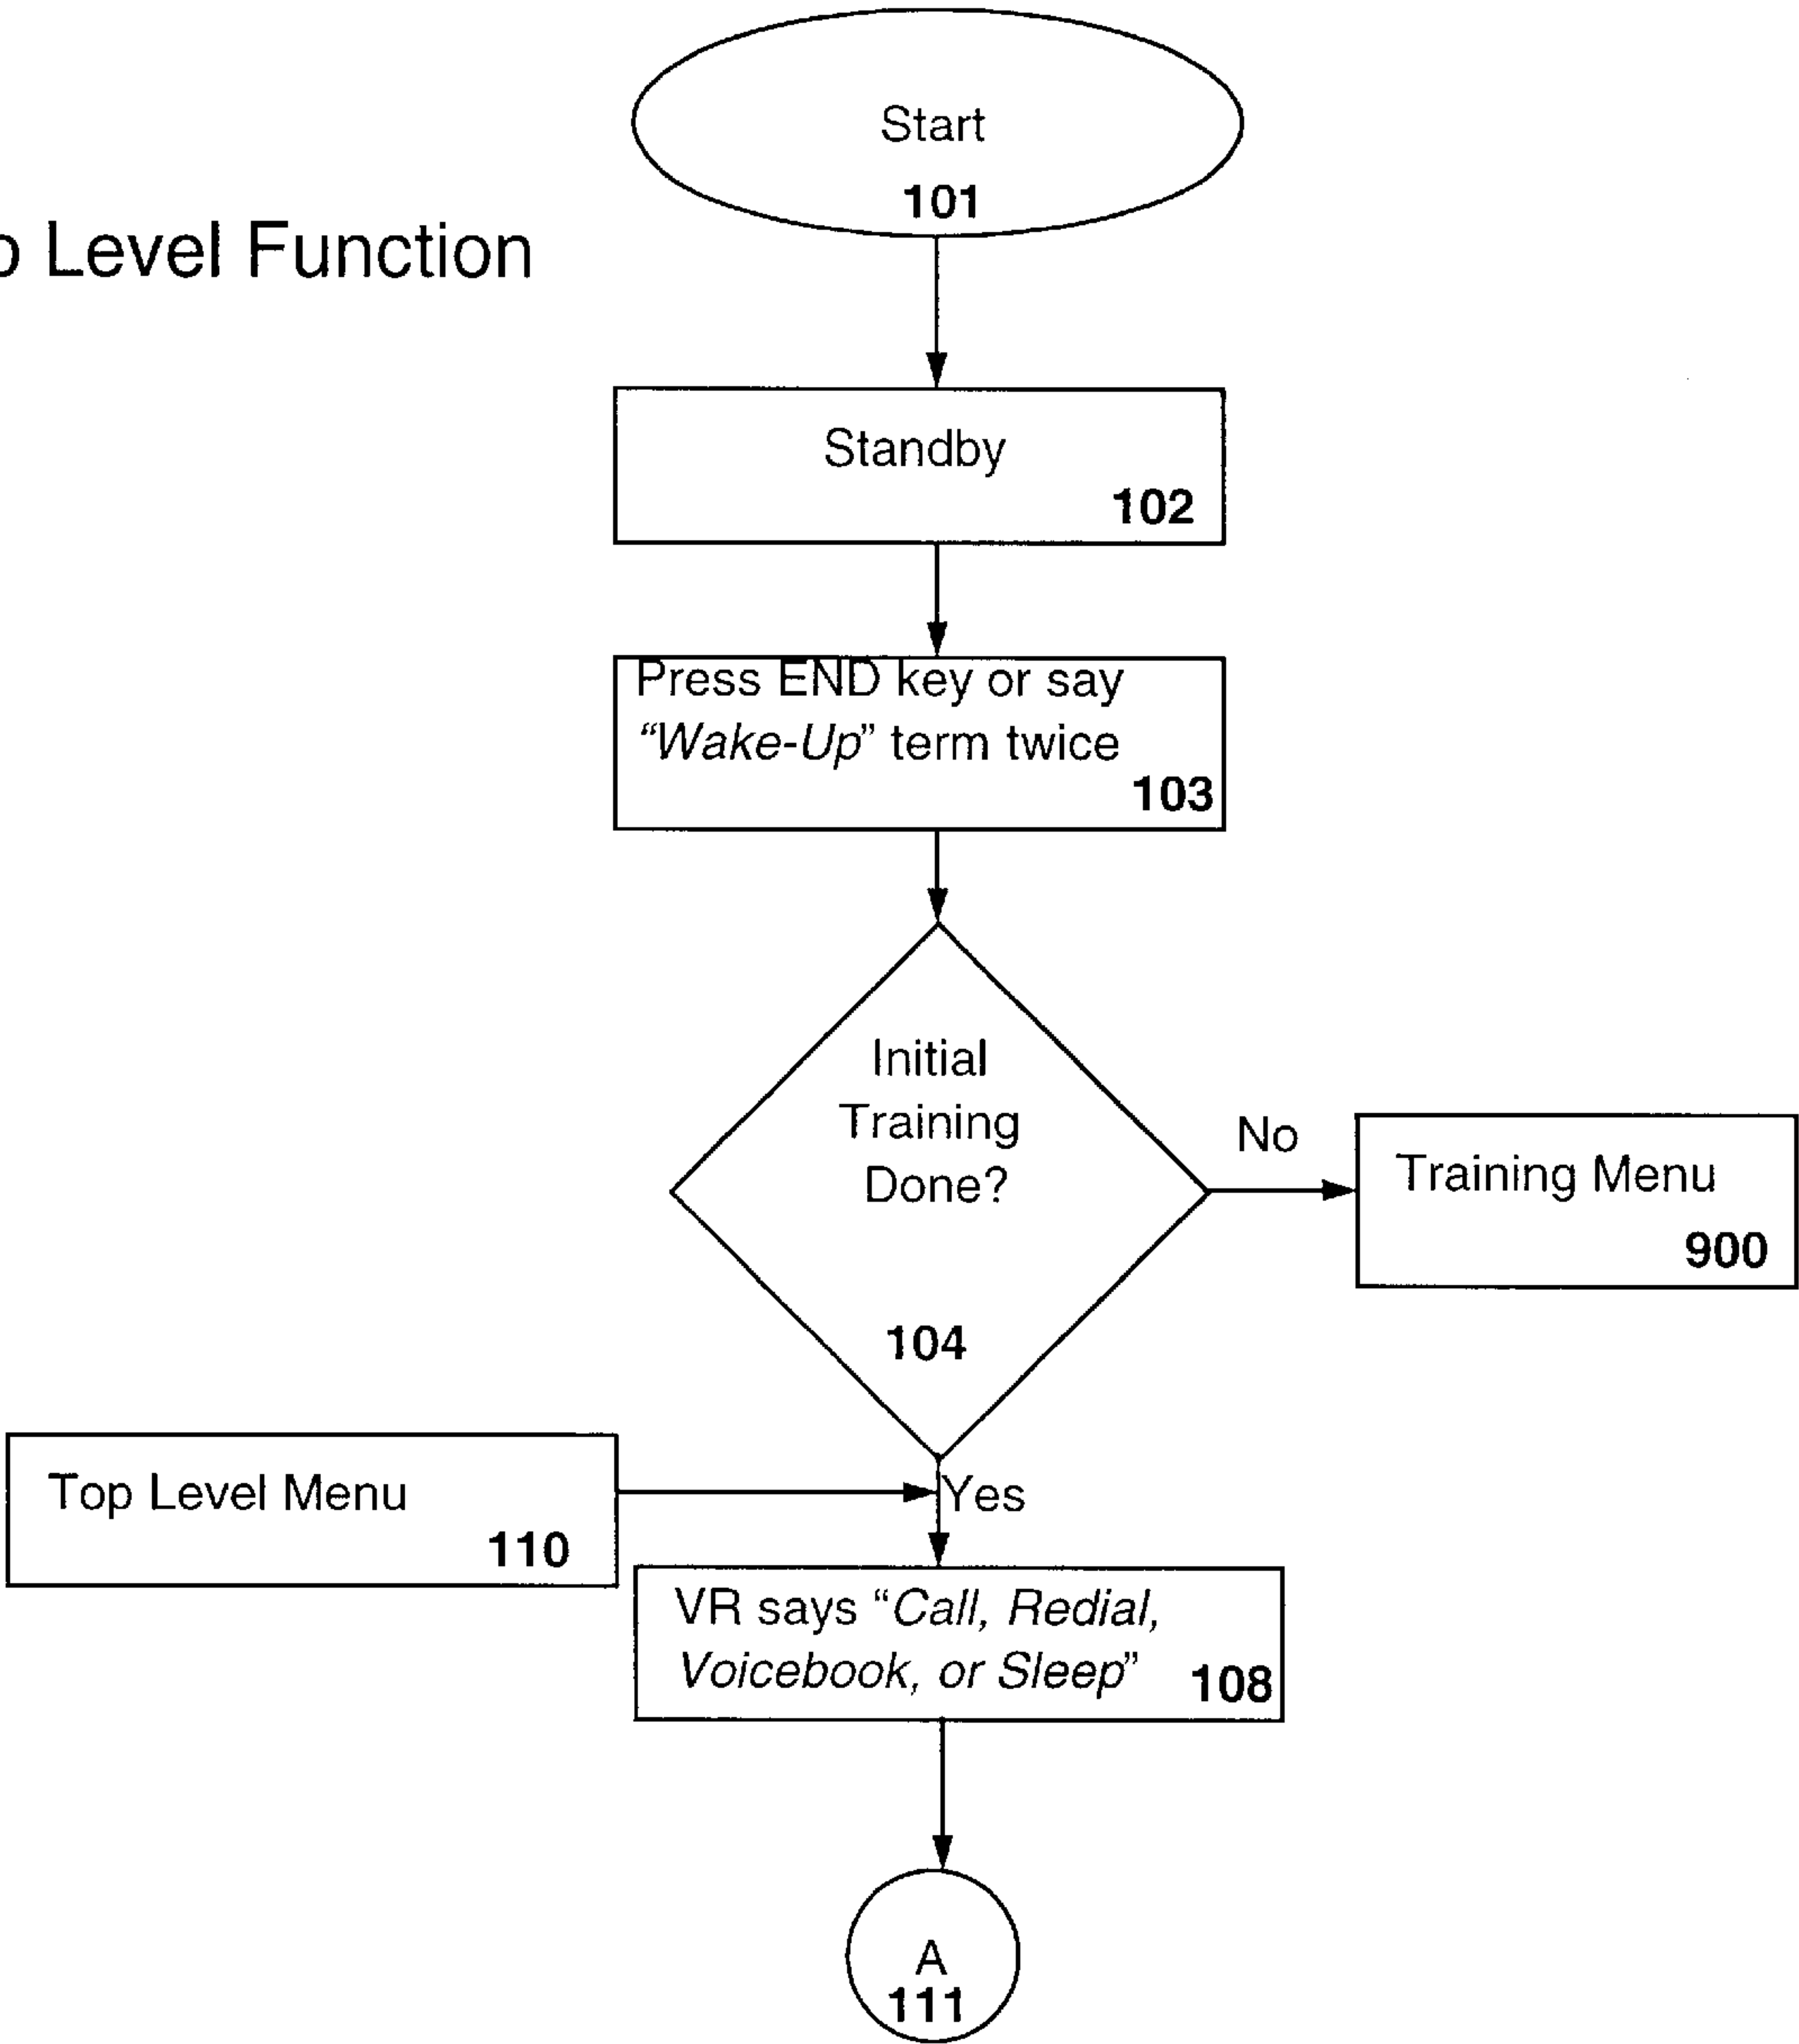 Start
101
Level Function
Standby
102
Press END key or say
“Wake-Up” term twice
103
Initial
Training
Done?
104
No
Training Menu
900
Top Level Menu
110
Yes
VR says “Call, Redial,
Voicebook, or Sleep”
108
A
111